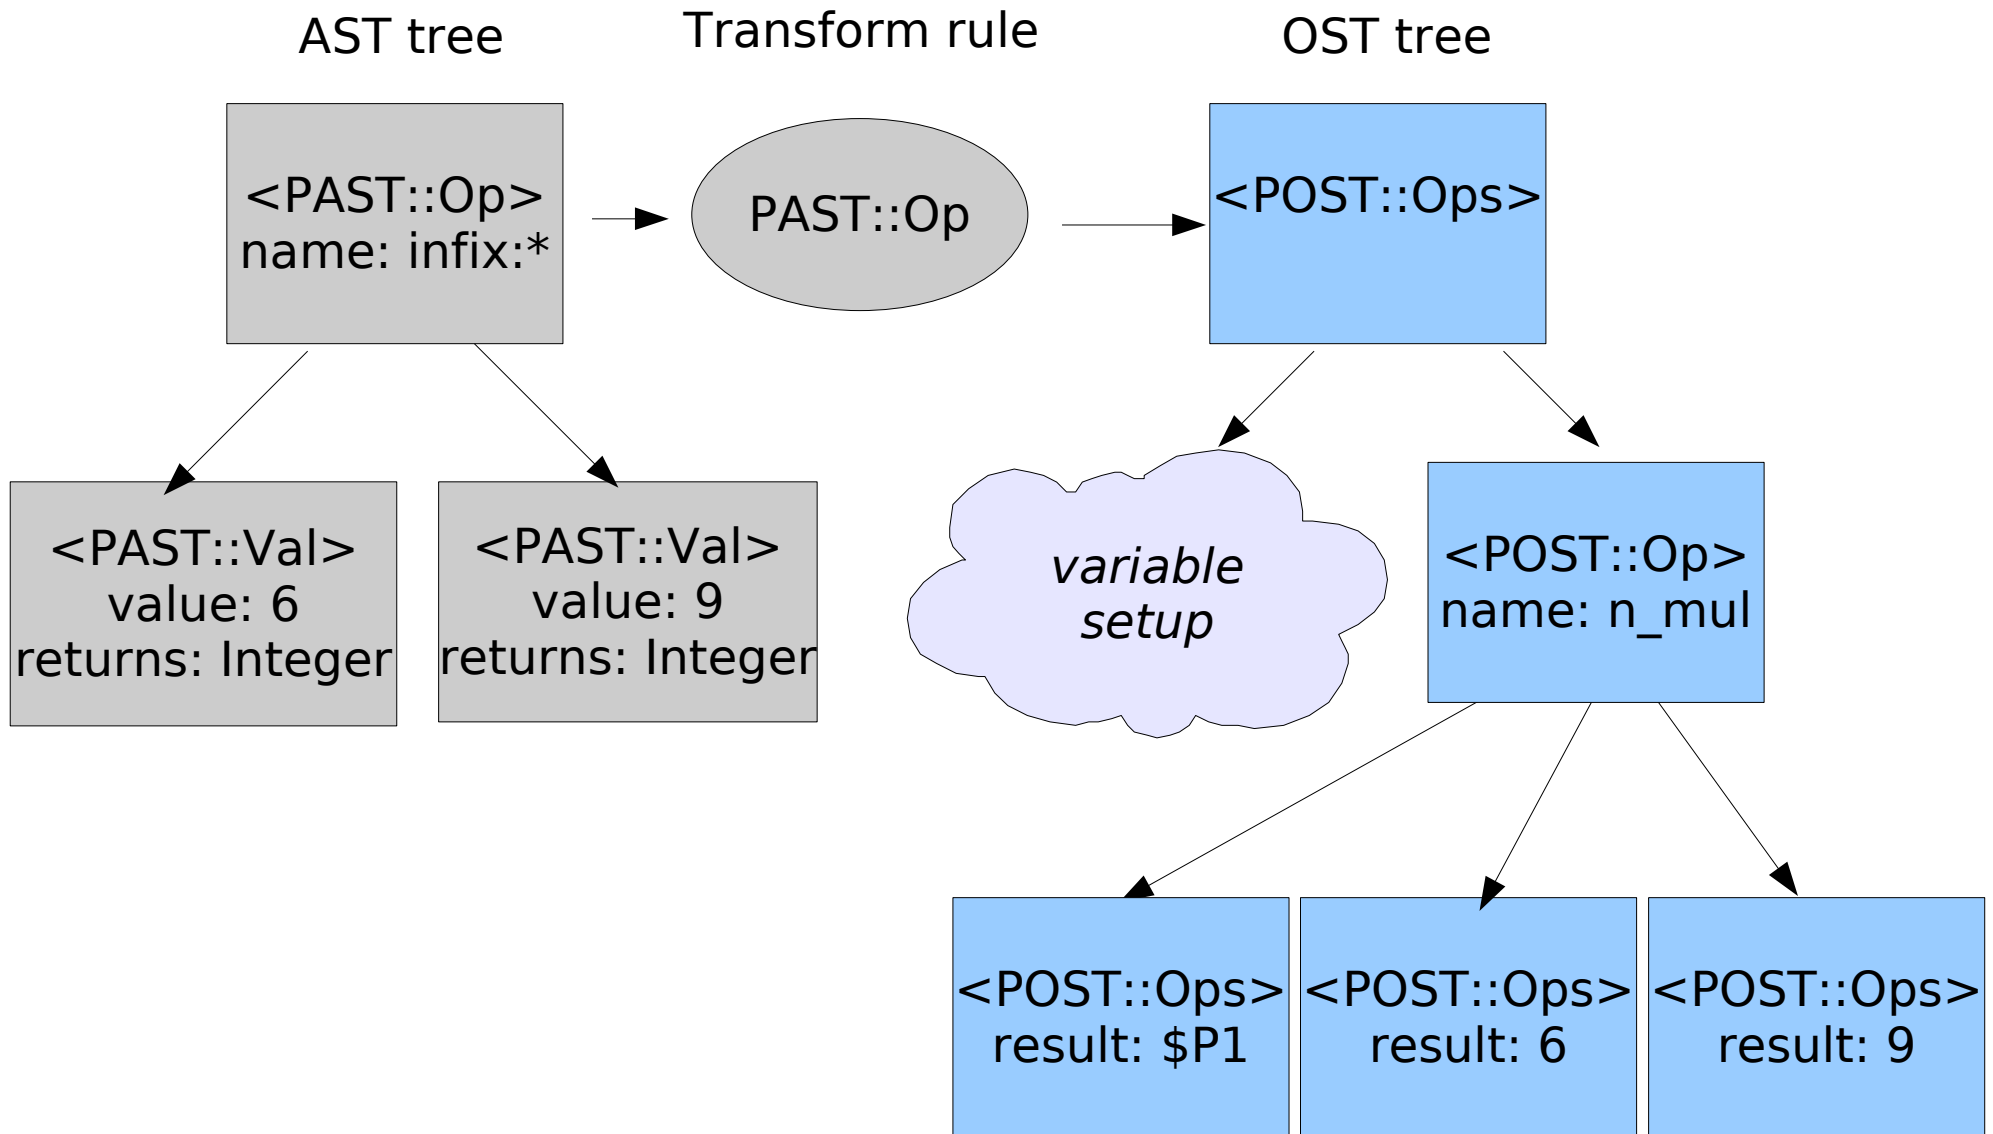 AST tree
Transform rule
OST tree
<PAST::Op>
name: infix:*
PAST::Op
<POST::Ops>
<PAST::Val>
value: 6
returns: Integer
<PAST::Val>
value: 9
returns: Integer
variable
setup
<POST::Op>
name: n_mul
<POST::Ops>
result: $P1
<POST::Ops>
result: 6
<POST::Ops>
result: 9